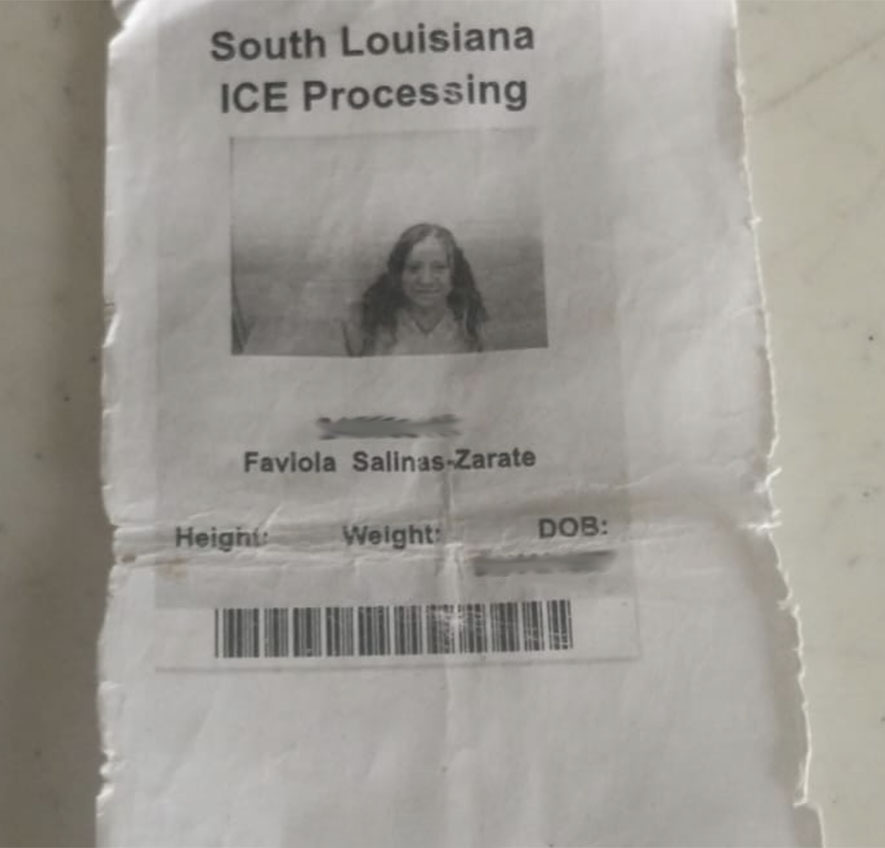 South Louisiana
ICE Processing
Faviola Salinas-Zarate
Height: Weight: DOB: